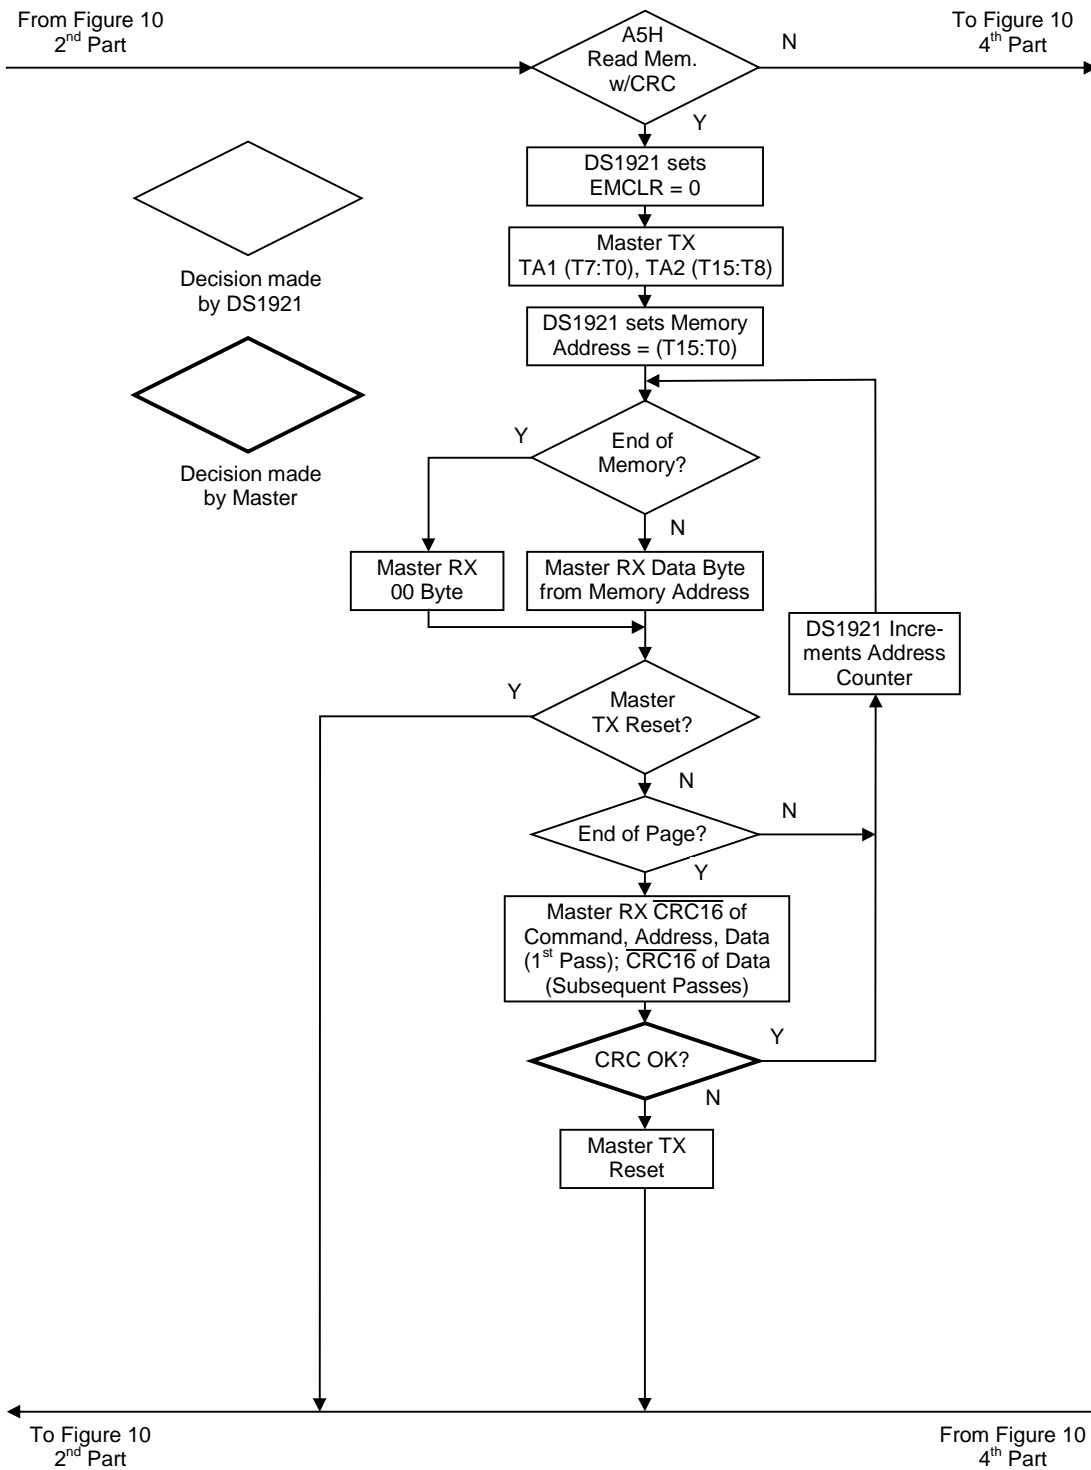 From Figure 10
2nd Part
A5H
Read Mem.
w/CRC
N
To Figure 10
4th Part
Y
DS1921 sets
EMCLR = 0
Decision made
by DS1921
Master TX
TA1 (T7:T0), TA2 (T15:T8)
DS1921 sets Memory
Address = (T15:T0)
Decision made
by Master
Y
End of
Memory?
N
Master RX
00 Byte
Master RX Data Byte
from Memory Address
DS1921 Incre-
ments Address
Counter
Y
Master
TX Reset?
N
End of Page?
N
Y
Master RX CRC16 of
Command, Address, Data
(1st Pass); CRC16 of Data
(Subsequent Passes)
CRC OK?
Y
N
Master TX
Reset
To Figure 10
2nd Part
From Figure 10
4th Part